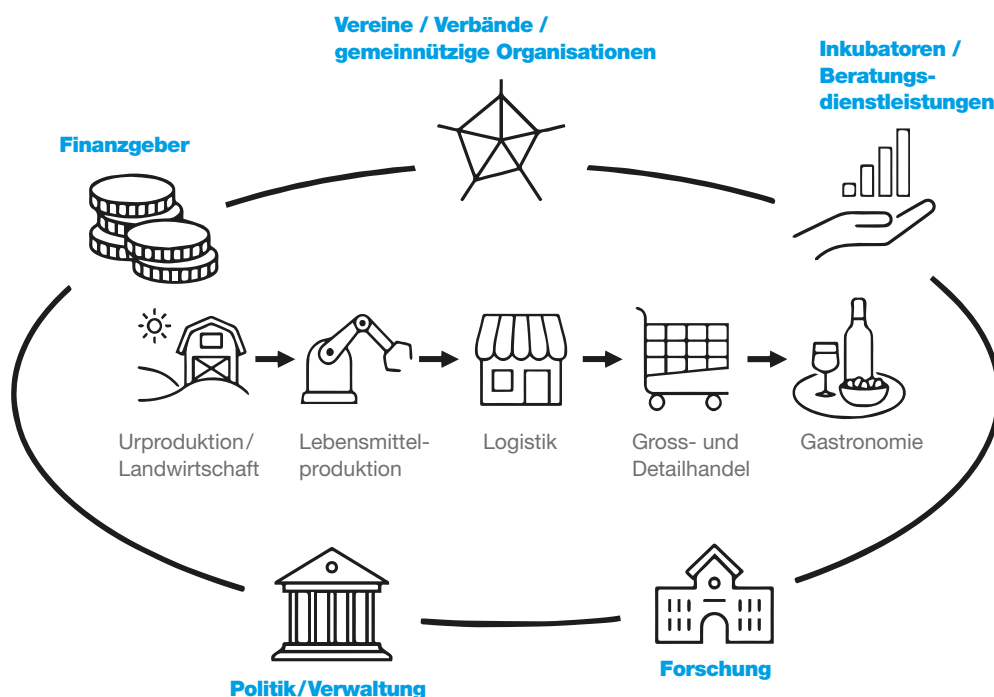 Vereine / Verbände /
gemeinnützige Organisationen
Inkubatoren /
Beratungs-
dienstleistungen
Finanzgeber
Urproduktion/
Landwirtschaft
Lebensmittel-
produktion
Logistik
Gross- und
Detailhandel
Gastronomie
Politik/Verwaltung
Forschung